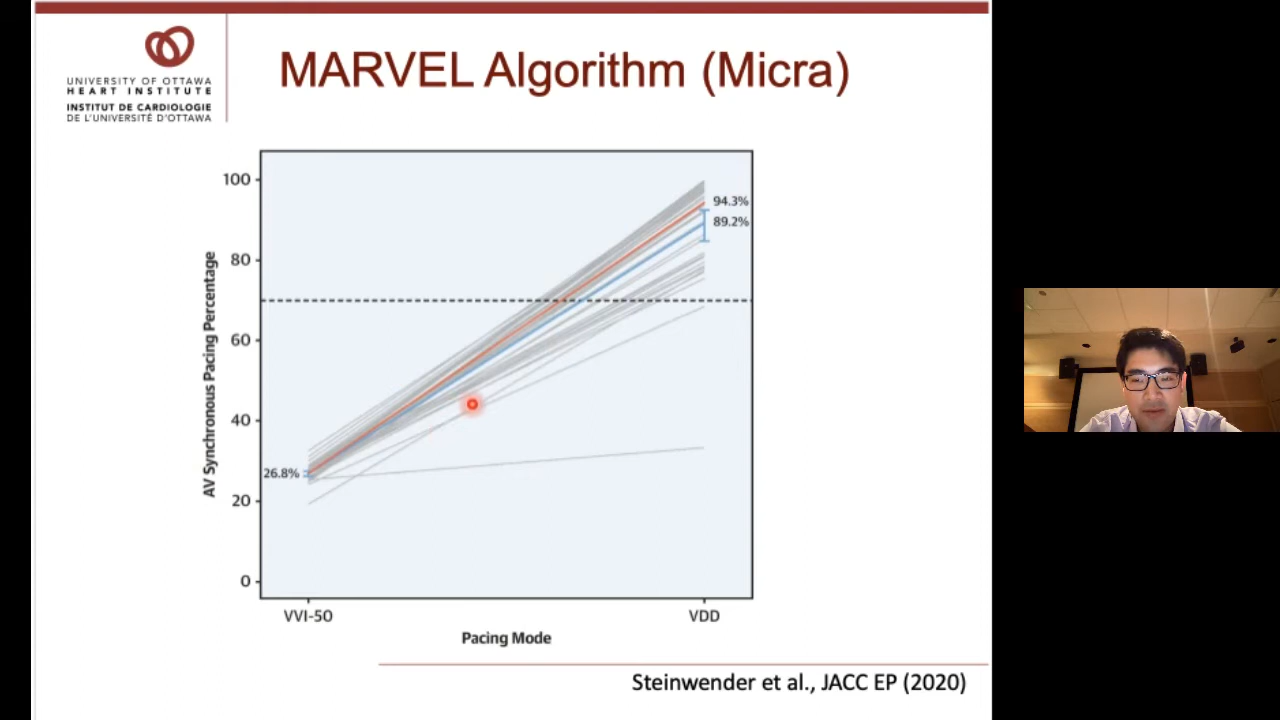 UNIVERSITY OF OTTAWA
HEART INSTITUTE
INSTITUT DE CARDIOLOGIE
DE L'UNIVERSITÉ D'OTTAWA
MARVEL Algorithm (Micra)
AV Synchronous Pacing Percentage
100
80
60
40
20
0
94.3%
89.2%
26.8%
VVI-50
VDD
Pacing Mode
Steinwender et al., JACC EP (2020)